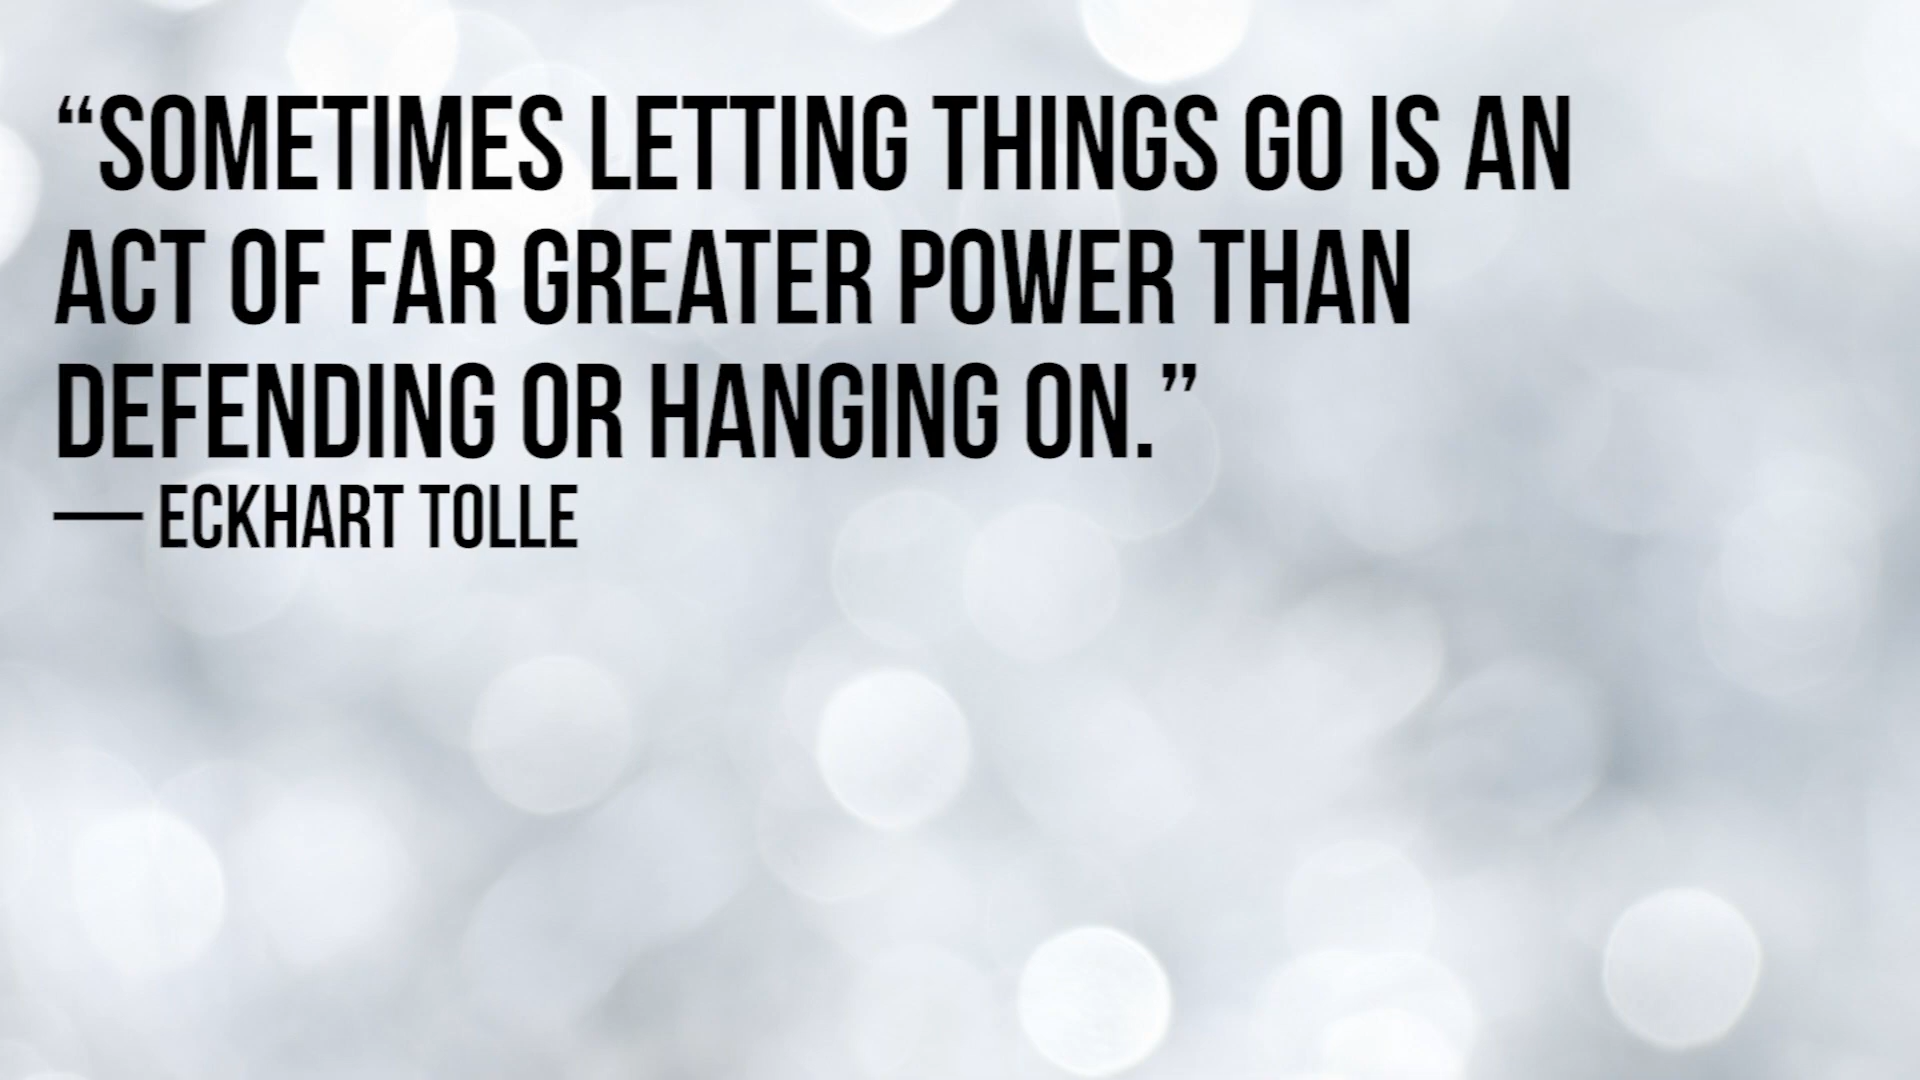 “SOMETIMES LETTING THINGS GO IS AN
ACT OF FAR GREATER POWER THAN
DEFENDING OR HANGING ON.”
— ECKHART TOLLE